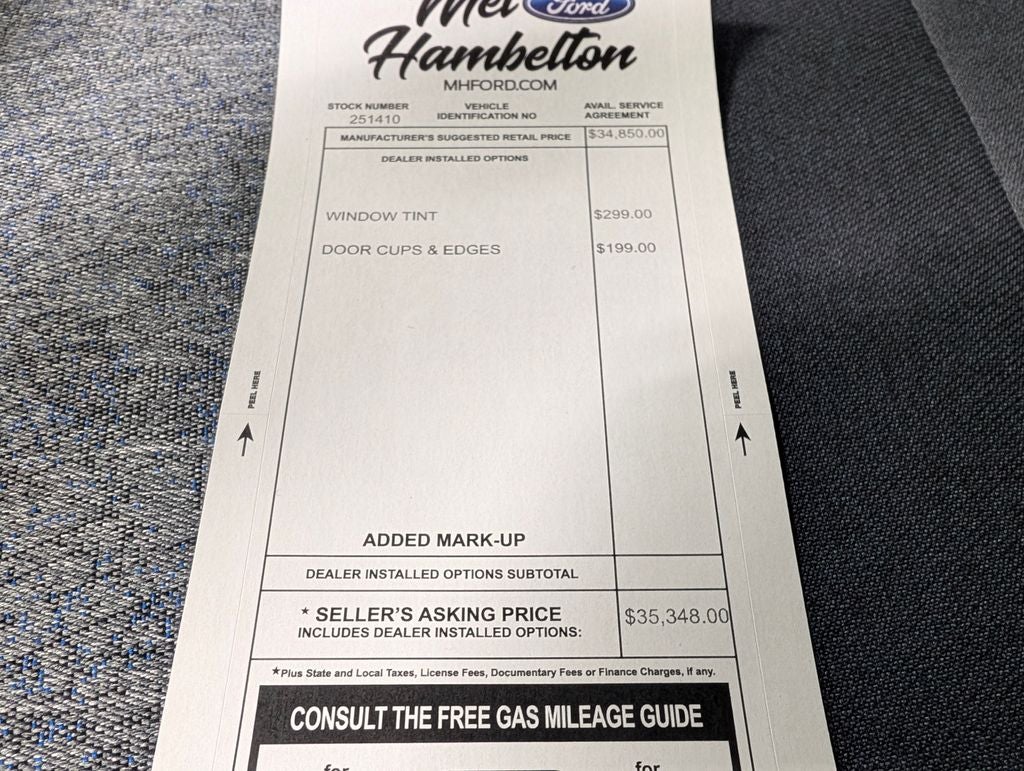 Mel Ford
Hambelton
MHFORD.COM
STOCK NUMBER VEHICLE IDENTIFICATION NO AVAIL. SERVICE AGREEMENT
251410
MANUFACTURER'S SUGGESTED RETAIL PRICE $34,850.00
DEALER INSTALLED OPTIONS
WINDOW TINT $299.00
DOOR CUPS & EDGES $199.00
PEEL HERE PEEL HERE
ADDED MARK-UP
DEALER INSTALLED OPTIONS SUBTOTAL
* SELLER'S ASKING PRICE $35,348.00
INCLUDES DEALER INSTALLED OPTIONS:
*Plus State and Local Taxes, License Fees, Documentary Fees or Finance Charges, if any.
CONSULT THE FREE GAS MILEAGE GUIDE
for for